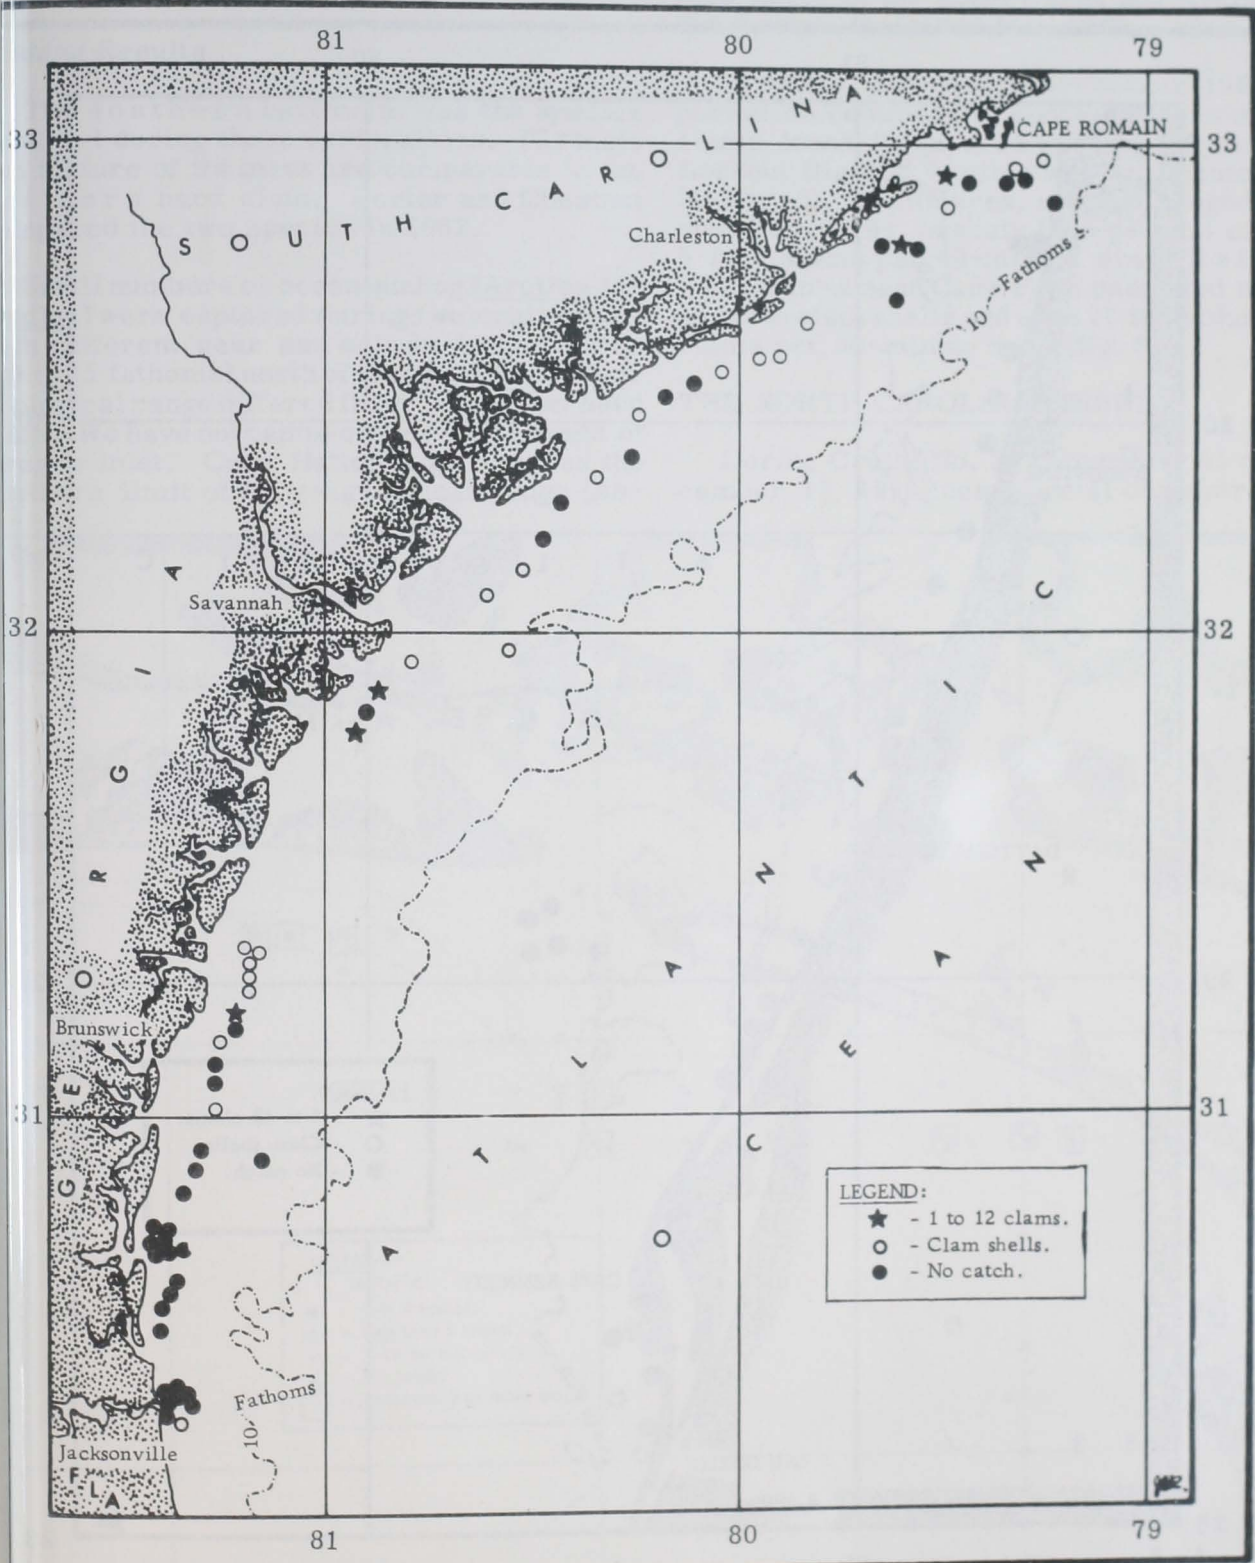 81 80 79
33 33
CAPE ROMAIN
SOUTH CAROLINA
Charleston
10 Fathoms
Savannah
32 32
GEORGIA
ATLANTIC
OCEAN
Brunswick
31 31
LEGEND:
★ - 1 to 12 clams.
○ - Clam shells.
● - No catch.
10 Fathoms
Jacksonville
FLA
81 80 79